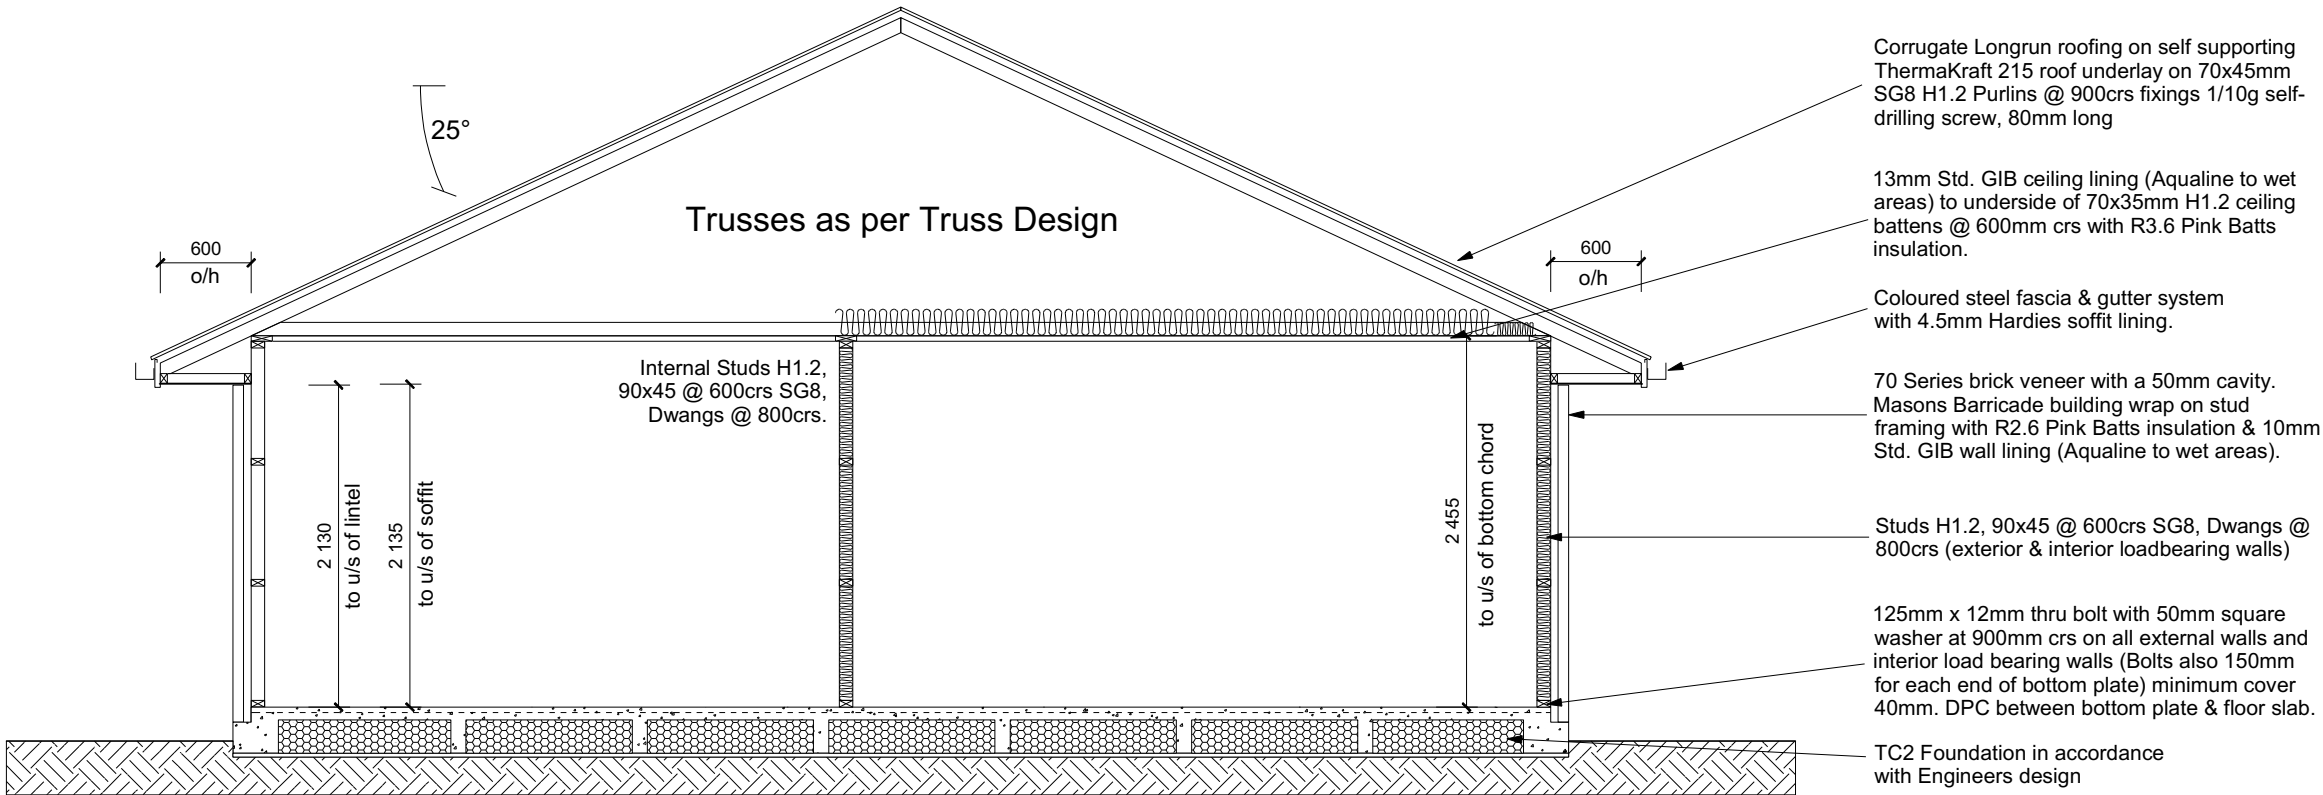 Corrugate Longrun roofing on self supporting
ThermaKraft 215 roof underlay on 70x45mm
SG8 H1.2 Purlins @ 900crs fixings 1/10g self-
drilling screw, 80mm long
25°
13mm Std. GIB ceiling lining (Aqualine to wet
areas) to underside of 70x35mm H1.2 ceiling
battens @ 600mm crs with R3.6 Pink Batts
insulation.
Trusses as per Truss Design
600
o/h
600
o/h
Coloured steel fascia & gutter system
with 4.5mm Hardies soffit lining.
Internal Studs H1.2,
90x45 @ 600crs SG8,
Dwangs @ 800crs.
70 Series brick veneer with a 50mm cavity.
Masons Barricade building wrap on stud
framing with R2.6 Pink Batts insulation & 10mm
Std. GIB wall lining (Aqualine to wet areas).
2 130
to u/s of lintel
2 135
to u/s of soffit
2 455
to u/s of bottom chord
Studs H1.2, 90x45 @ 600crs SG8, Dwangs @
800crs (exterior & interior loadbearing walls)
125mm x 12mm thru bolt with 50mm square
washer at 900mm crs on all external walls and
interior load bearing walls (Bolts also 150mm
for each end of bottom plate) minimum cover
40mm. DPC between bottom plate & floor slab.
TC2 Foundation in accordance
with Engineers design